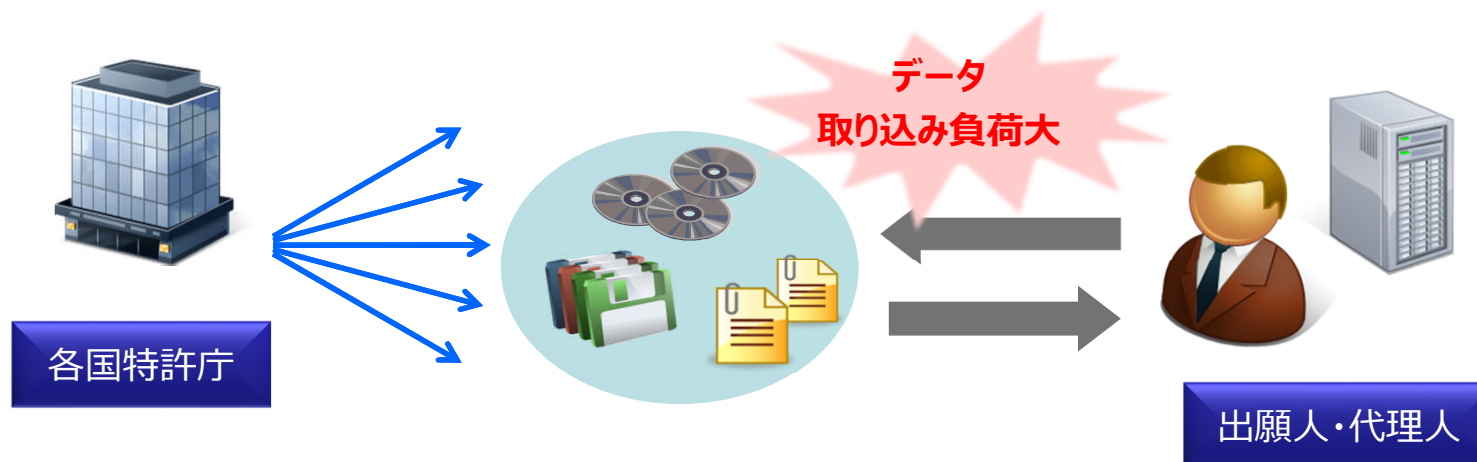 データ
取り込み負荷大
各国特許庁
出願人・代理人